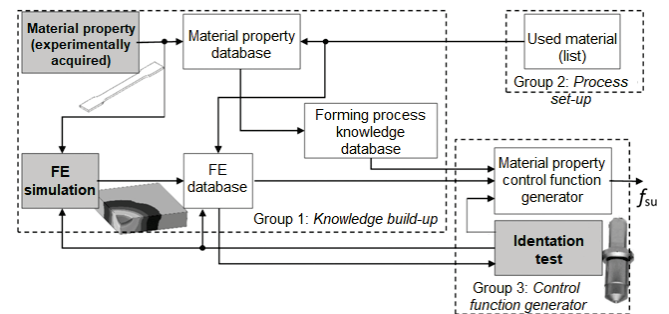 Material property
(experimentally
acquired)
Material property
database
Used material
(list)
Group 2: Process
set-up
Forming process
knowledge
database
FE
simulation
FE
database
Material property
control function
generator
fsu
Group 1: Knowledge build-up
Identation
test
Group 3: Control
function generator